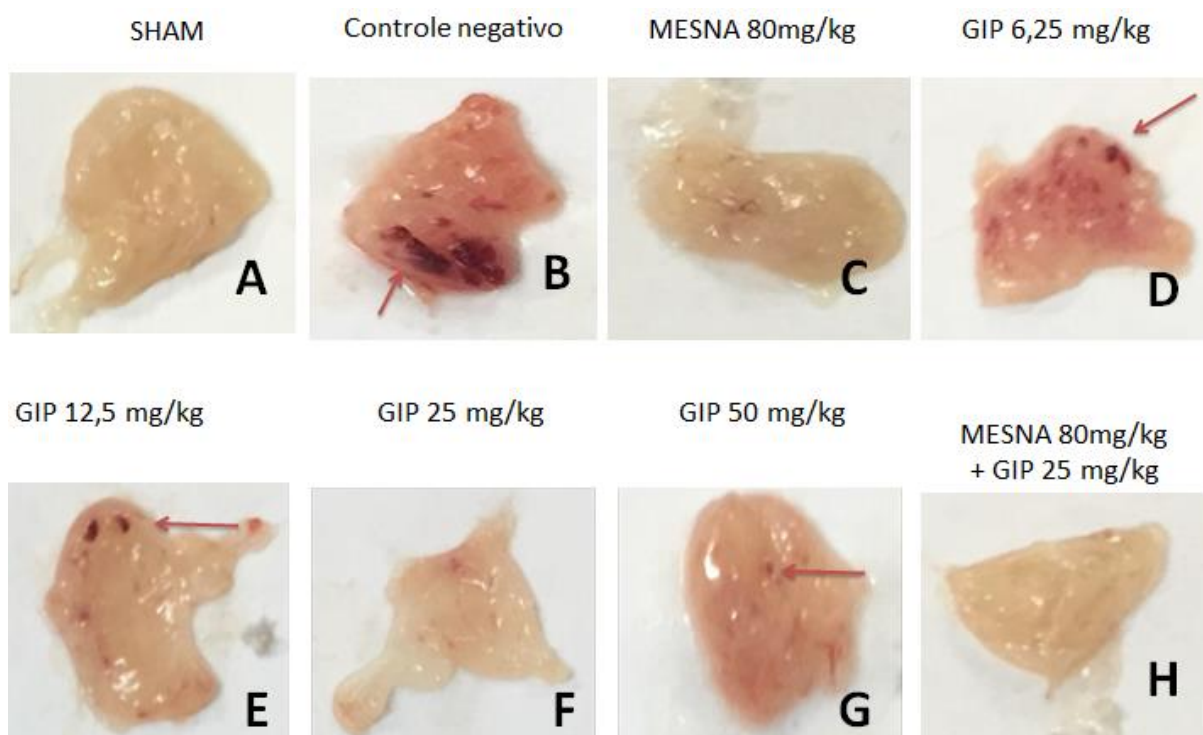 SHAM
Controle negativo
MESNA 80mg/kg
GIP 6,25 mg/kg
A
B
C
D
GIP 12,5 mg/kg
GIP 25 mg/kg
GIP 50 mg/kg
MESNA 80mg/kg
+ GIP 25 mg/kg
E
F
G
H